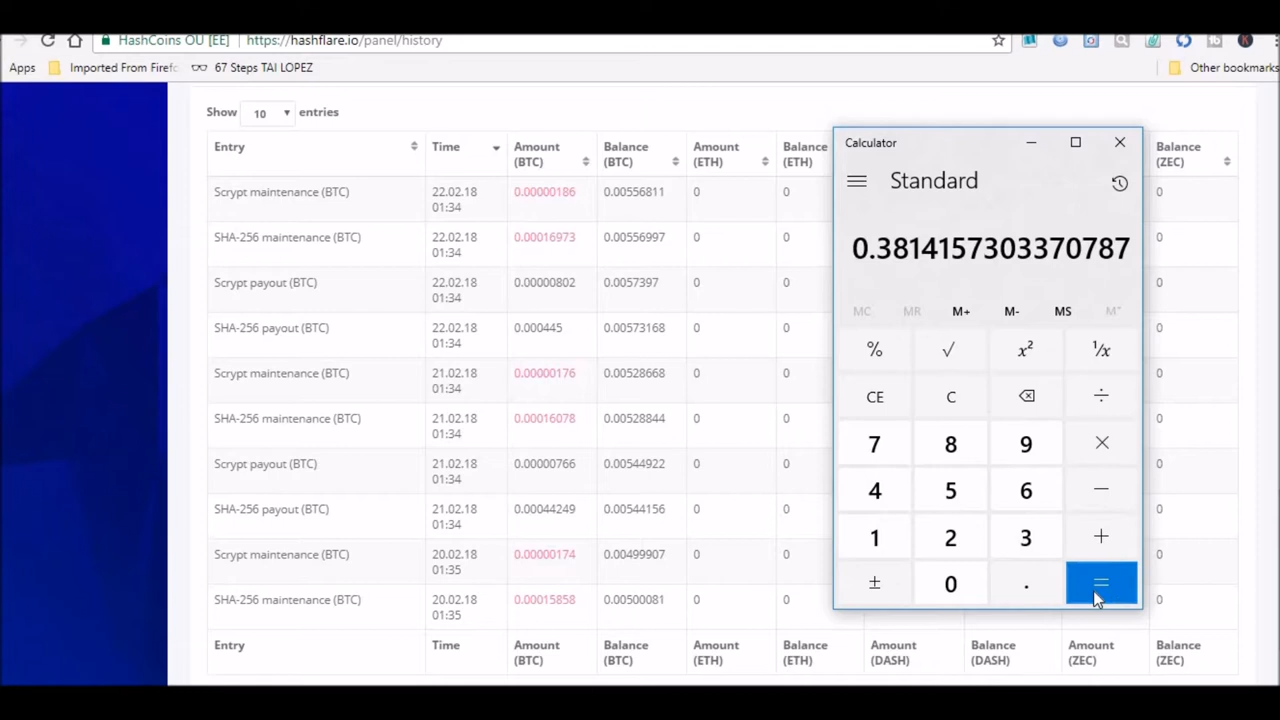 HashCoins OU [EE] https://hashflare.io/panel/history
Apps Imported From Firefo 67 Steps TAI LOPEZ Other bookmarks
Show 10 entries
Entry Time Amount (BTC) Balance (BTC) Amount (ETH) Balance (ETH) Balance (ZEC)
Scrypt maintenance (BTC) 22.02.18 01:34 0.00000186 0.00556811 0 0 0
SHA-256 maintenance (BTC) 22.02.18 01:34 0.00016973 0.00556997 0 0 0
Scrypt payout (BTC) 22.02.18 01:34 0.00000802 0.0057397 0 0 0
SHA-256 payout (BTC) 22.02.18 01:34 0.000445 0.00573168 0 0 0
Scrypt maintenance (BTC) 21.02.18 01:34 0.00000176 0.00528668 0 0 0
SHA-256 maintenance (BTC) 21.02.18 01:34 0.00016078 0.00528844 0 0 0
Scrypt payout (BTC) 21.02.18 01:34 0.00000766 0.00544922 0 0 0
SHA-256 payout (BTC) 21.02.18 01:34 0.00044249 0.00544156 0 0 0
Scrypt maintenance (BTC) 20.02.18 01:35 0.00000174 0.00499907 0 0 0
SHA-256 maintenance (BTC) 20.02.18 01:35 0.00015858 0.00500081 0 0 0
Entry Time Amount (BTC) Balance (BTC) Amount (ETH) Balance (ETH) Amount (DASH) Balance (DASH) Amount (ZEC) Balance (ZEC)
Calculator
Standard
0.3814157303370787
MC MR M+ M- MS M˅
% √ x² ¹/x
CE C ÷
7 8 9 ×
4 5 6 −
1 2 3 +
± 0 . =